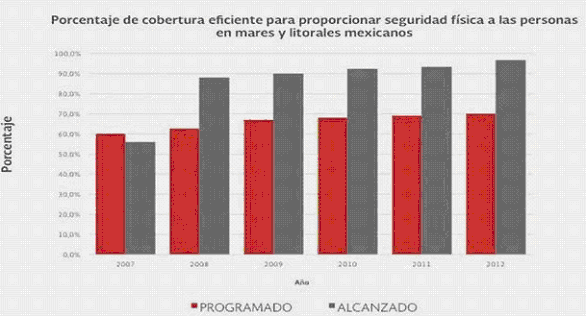 Porcentaje de cobertura eficiente para proporcionar seguridad física a las personas
en mares y litorales mexicanos
Porcentaje
100,0%
90,0%
80,0%
70,0%
60,0%
50,0%
40,0%
30,0%
20,0%
10,0%
0,0%
2007 2008 2009 2010 2011 2012
Año
PROGRAMADO ALCANZADO